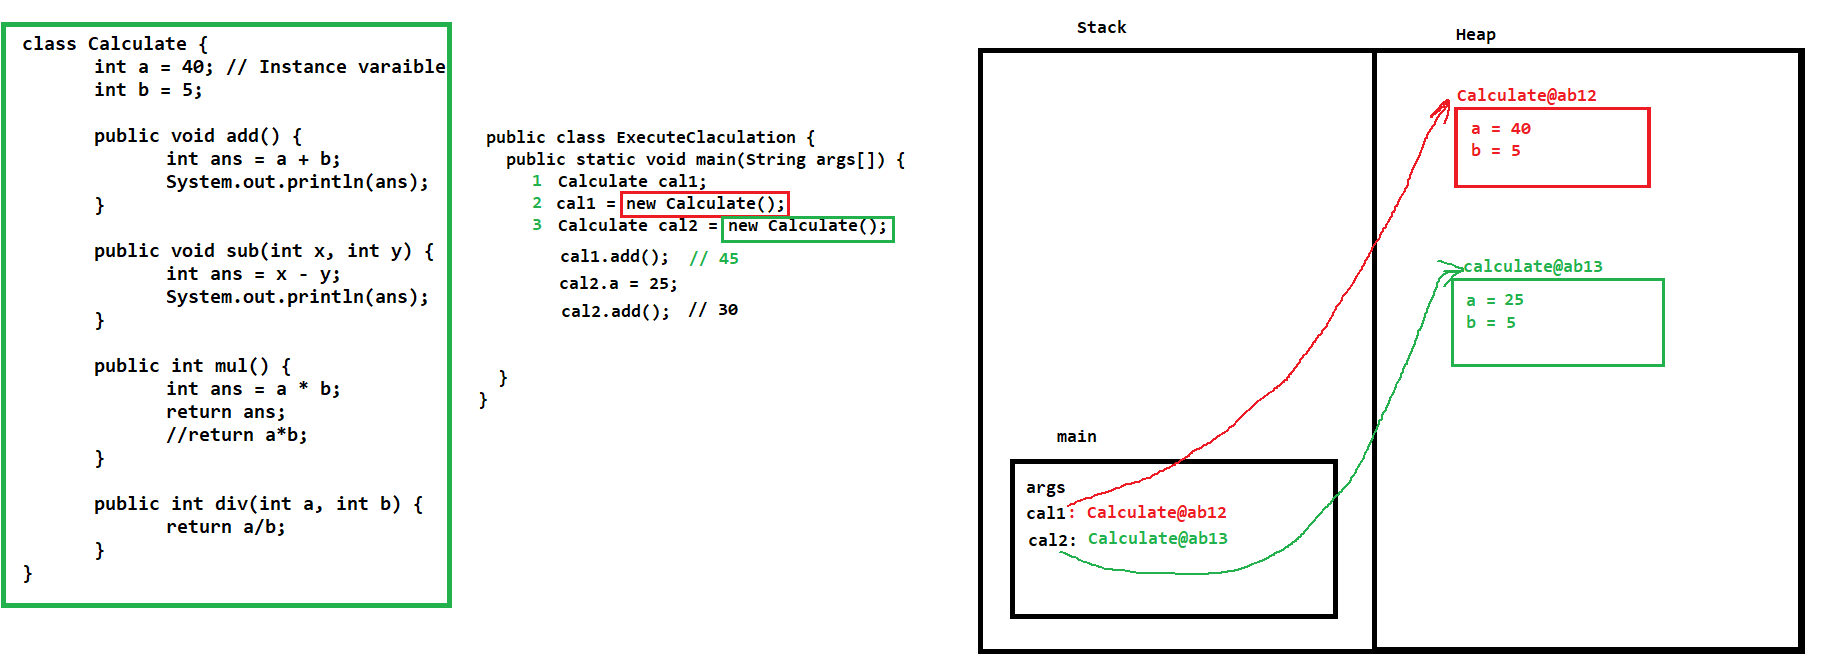 class Calculate {
int a = 40; // Instance varaible
int b = 5;
public void add() {
int ans = a + b;
System.out.println(ans);
}
public void sub(int x, int y) {
int ans = x - y;
System.out.println(ans);
}
public int mul() {
int ans = a * b;
return ans;
//return a*b;
}
public int div(int a, int b) {
return a/b;
}
}
public class ExecuteClaculation {
public static void main(String args[]) {
1 Calculate cal1;
2 cal1 = new Calculate();
3 Calculate cal2 = new Calculate();
cal1.add(); // 45
cal2.a = 25;
cal2.add(); // 30
}
}
Stack
main
args
cal1: Calculate@ab12
cal2: Calculate@ab13
Heap
Calculate@ab12
a = 40
b = 5
calculate@ab13
a = 25
b = 5